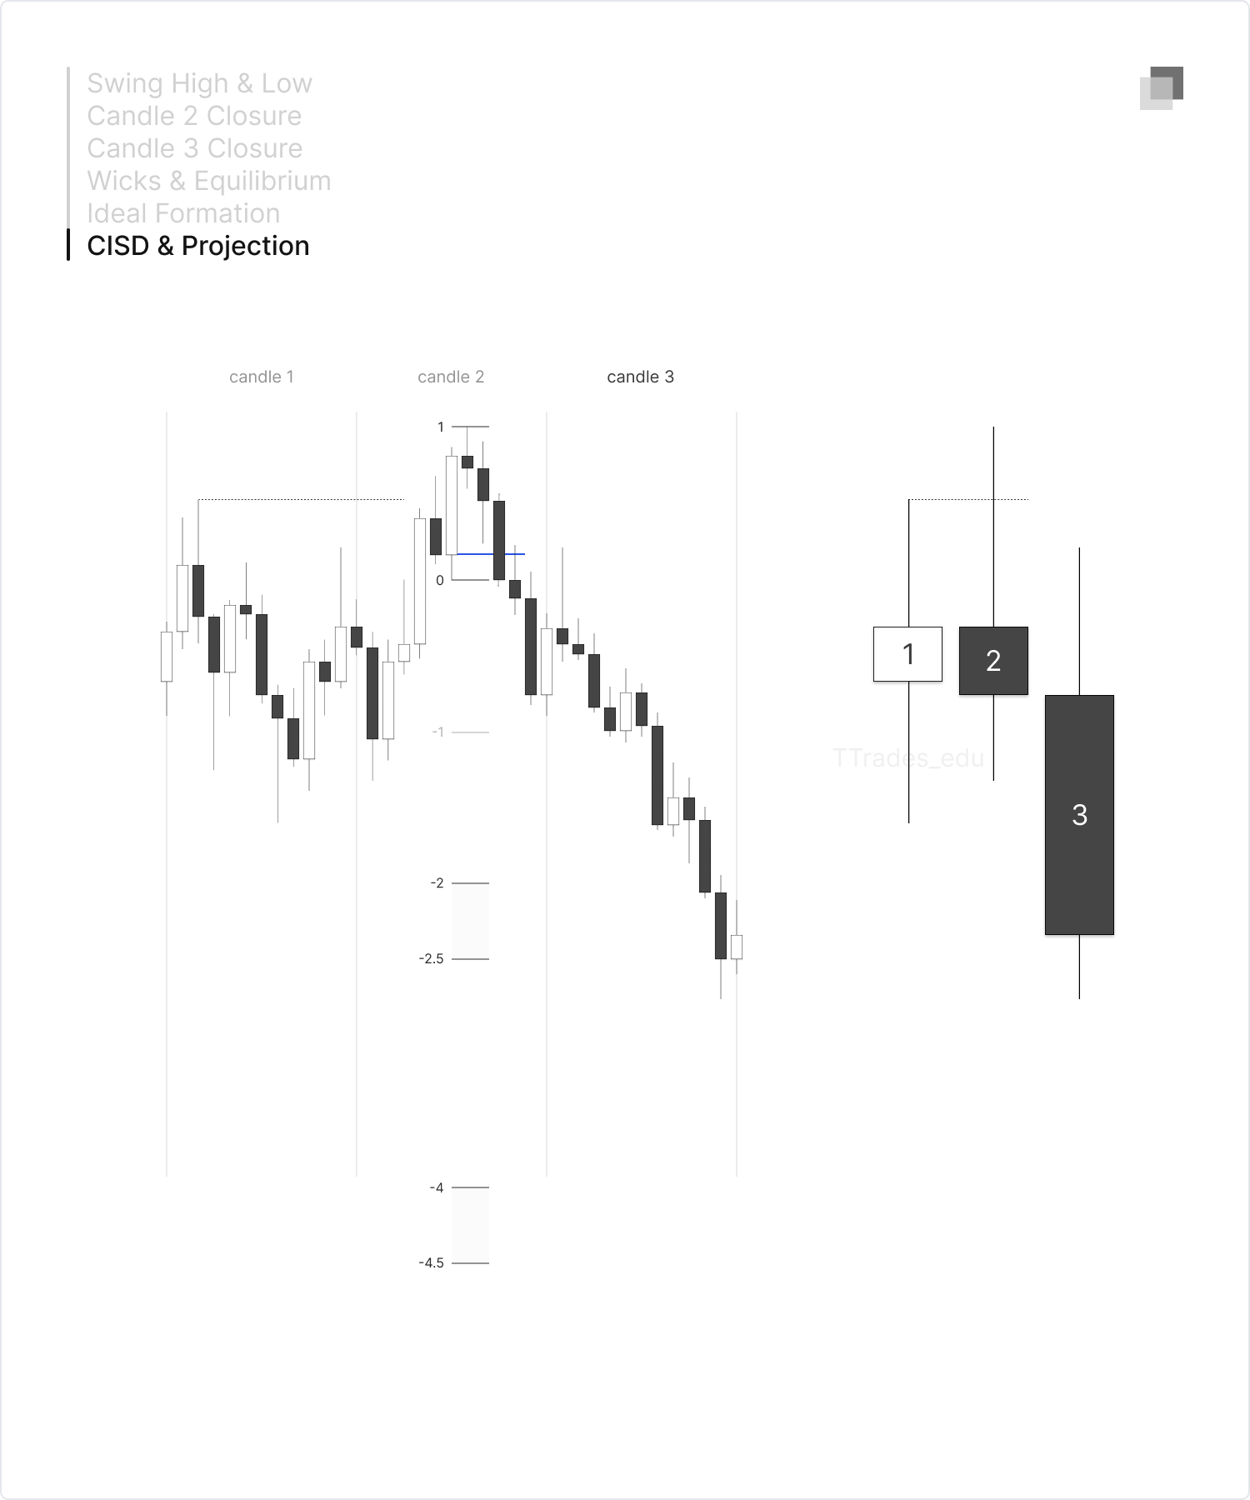 Swing High & Low
Candle 2 Closure
Candle 3 Closure
Wicks & Equilibrium
Ideal Formation
CISD & Projection
candle 1
candle 2
candle 3
1
0
-1
-2
-2.5
-4
-4.5
1
2
3
TTrades_edu